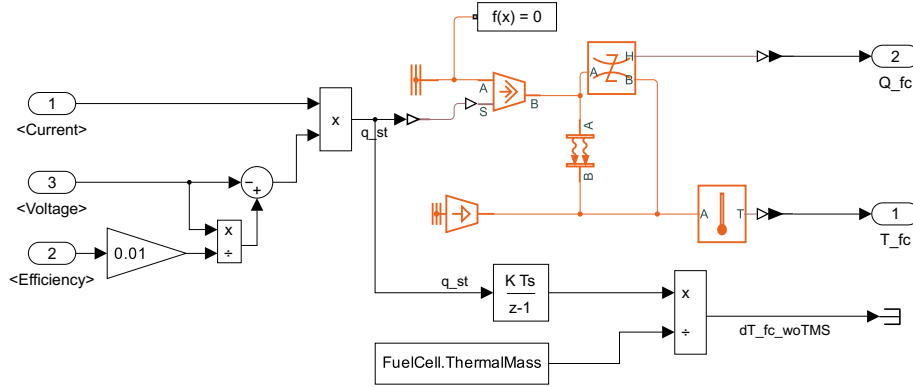 f(x) = 0
H
2
A
A
B
Q_fc
1
A
B
x
S
<Current>
q_st
A
B
3
−
+
<Voltage>
1
A
T
x
T_fc
2
0.01
÷
<Efficiency>
q_st
K Ts
z-1
x
÷
dT_fc_woTMS
FuelCell.ThermalMass